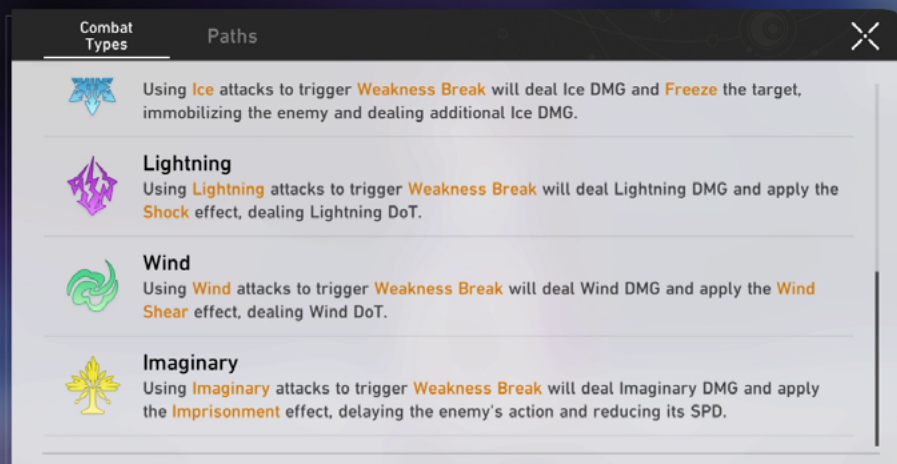 Combat
Types
Paths
Using Ice attacks to trigger Weakness Break will deal Ice DMG and Freeze the target,
immobilizing the enemy and dealing additional Ice DMG.
Lightning
Using Lightning attacks to trigger Weakness Break will deal Lightning DMG and apply the
Shock effect, dealing Lightning DoT.
Wind
Using Wind attacks to trigger Weakness Break will deal Wind DMG and apply the Wind
Shear effect, dealing Wind DoT.
Imaginary
Using Imaginary attacks to trigger Weakness Break will deal Imaginary DMG and apply
the Imprisonment effect, delaying the enemy's action and reducing its SPD.